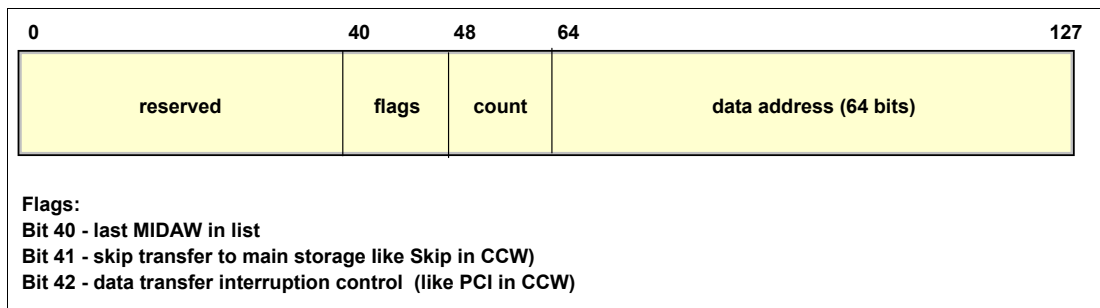 0 40 48 64 127
reserved flags count data address (64 bits)
Flags:
Bit 40 - last MIDAW in list
Bit 41 - skip transfer to main storage like Skip in CCW)
Bit 42 - data transfer interruption control  (like PCI in CCW)